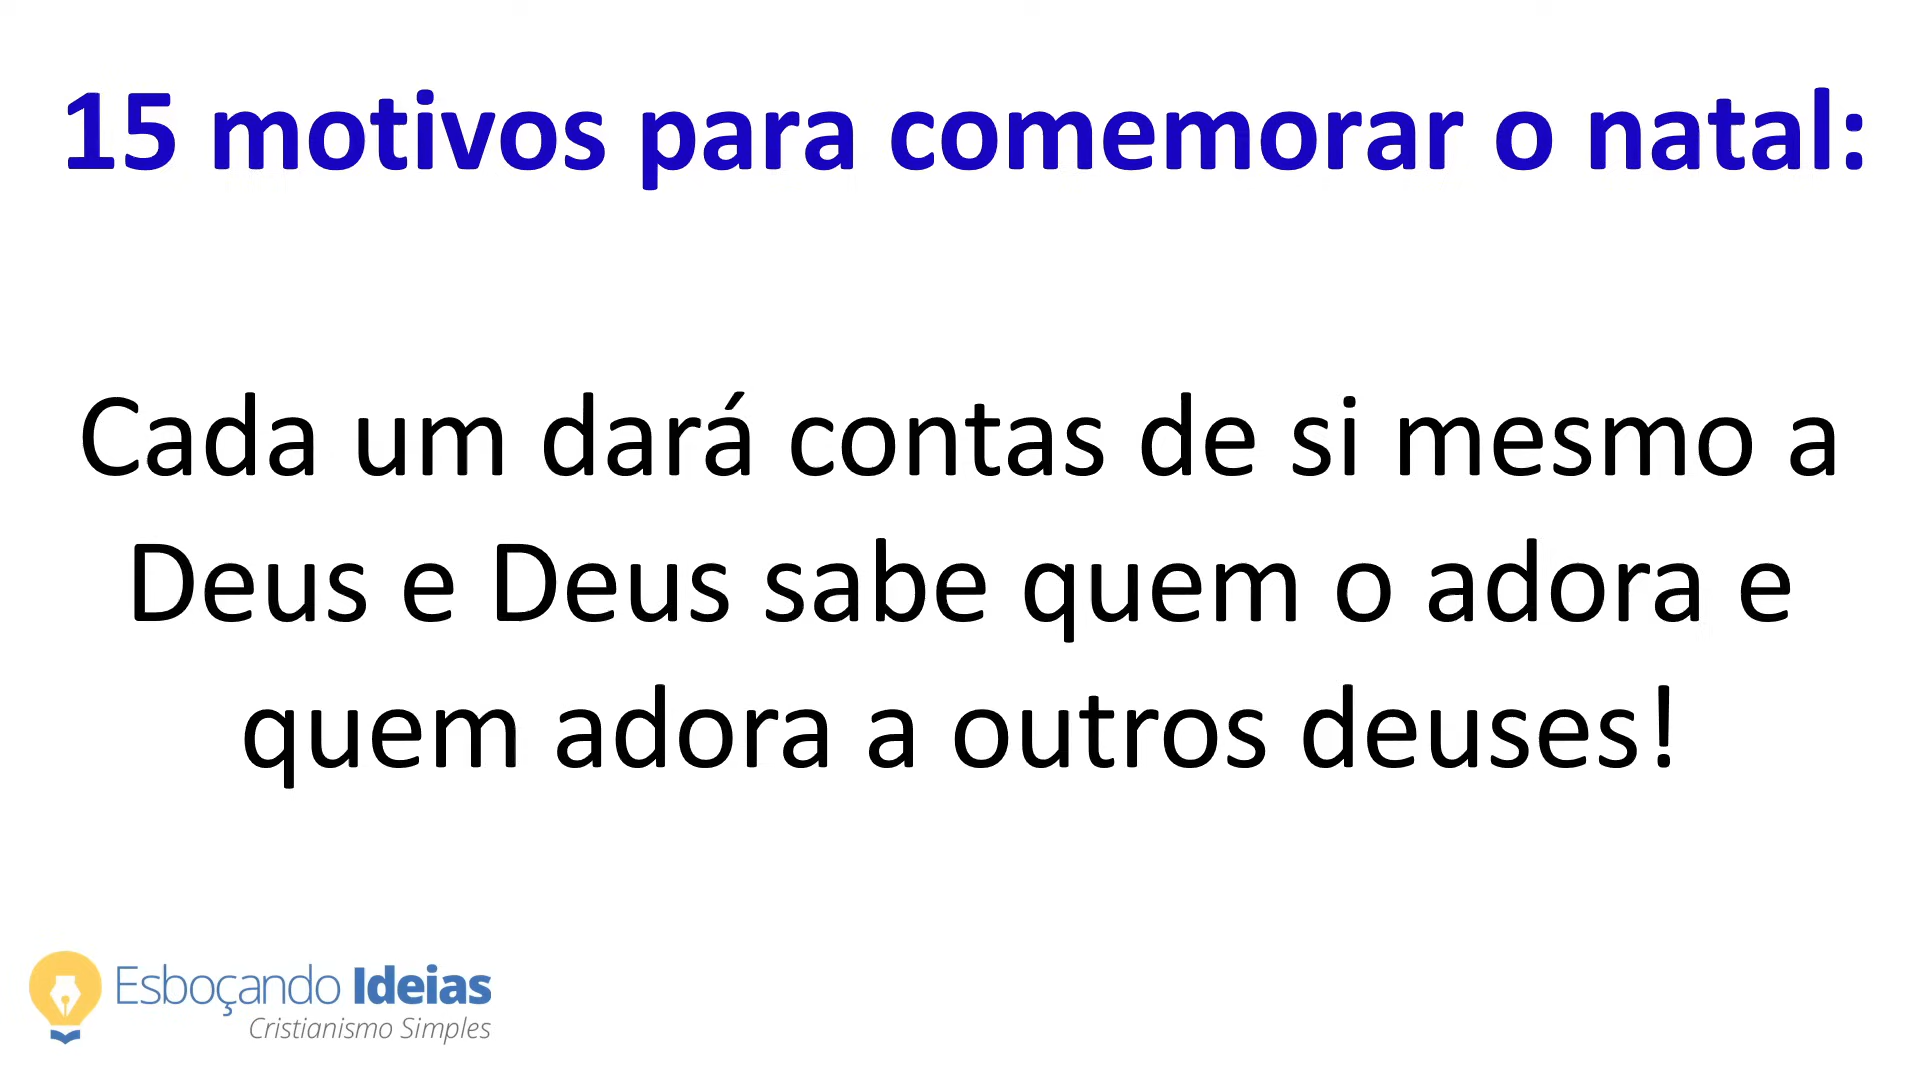 15 motivos para comemorar o natal:
Cada um dará contas de si mesmo a
Deus e Deus sabe quem o adora e
quem adora a outros deuses!
Esboçando Ideias
Cristianismo Simples